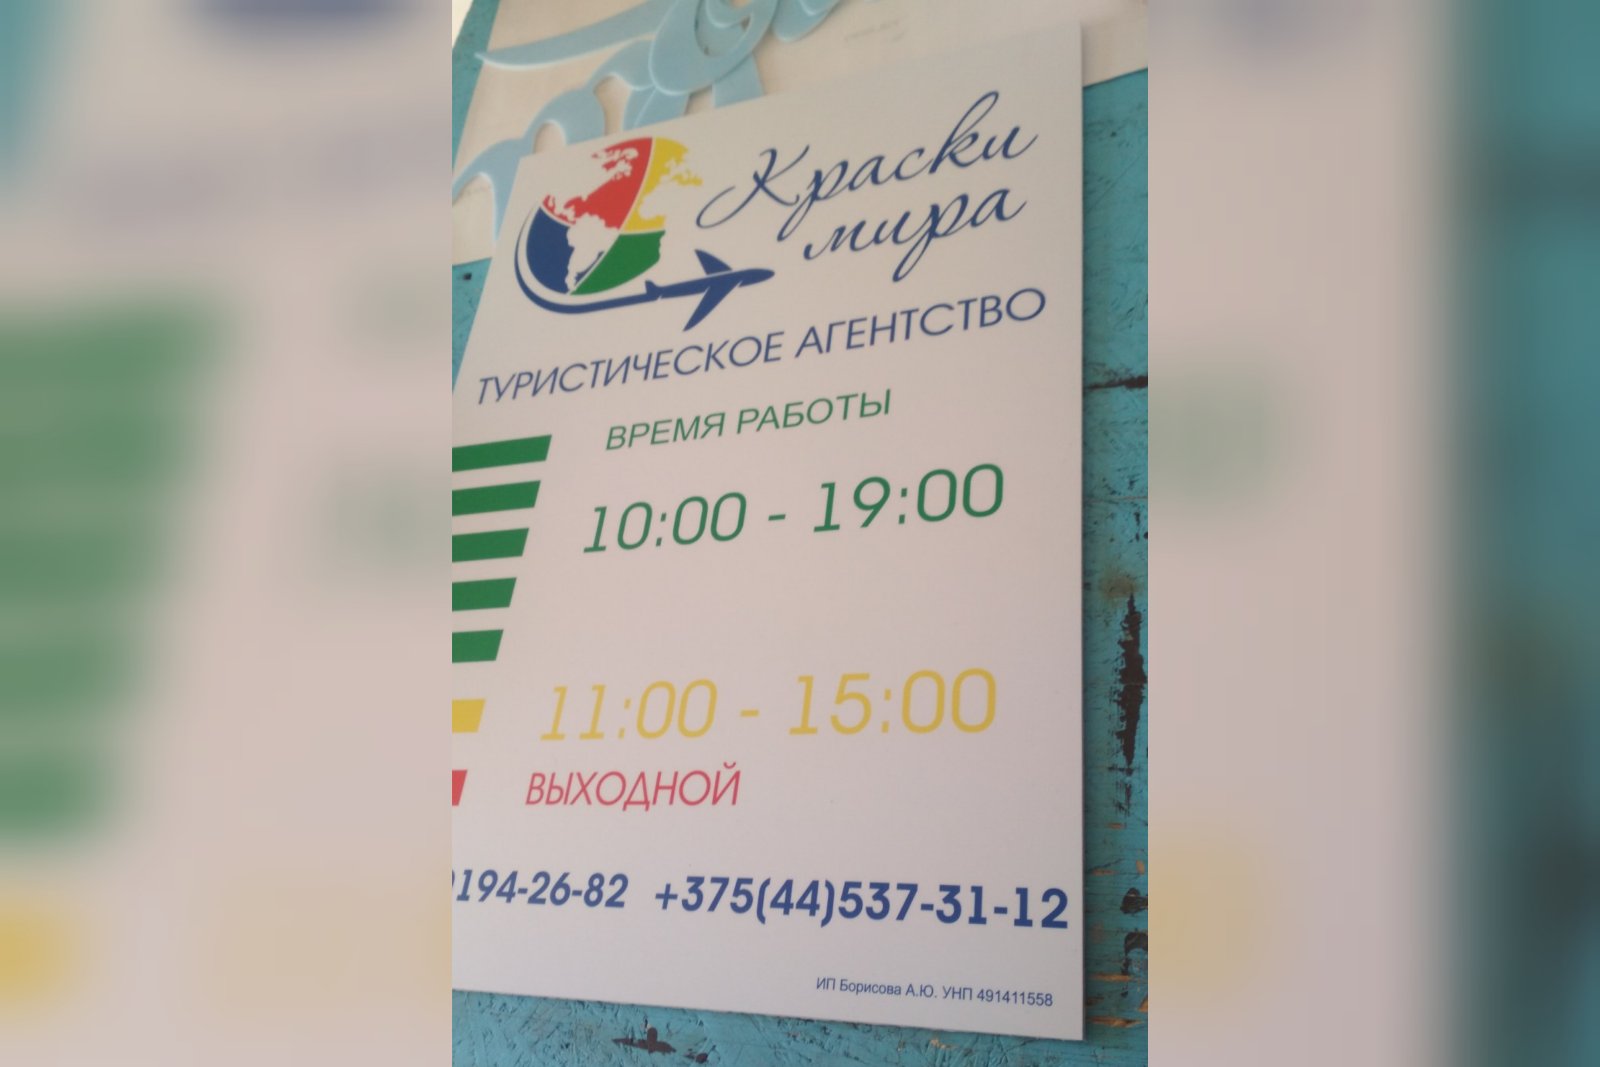 Краски
мира
ТУРИСТИЧЕСКОЕ АГЕНТСТВО
ВРЕМЯ РАБОТЫ
10:00 - 19:00
11:00 - 15:00
ВЫХОДНОЙ
)194-26-82 +375(44)537-31-12
ИП Борисова А.Ю. УНП 491411558